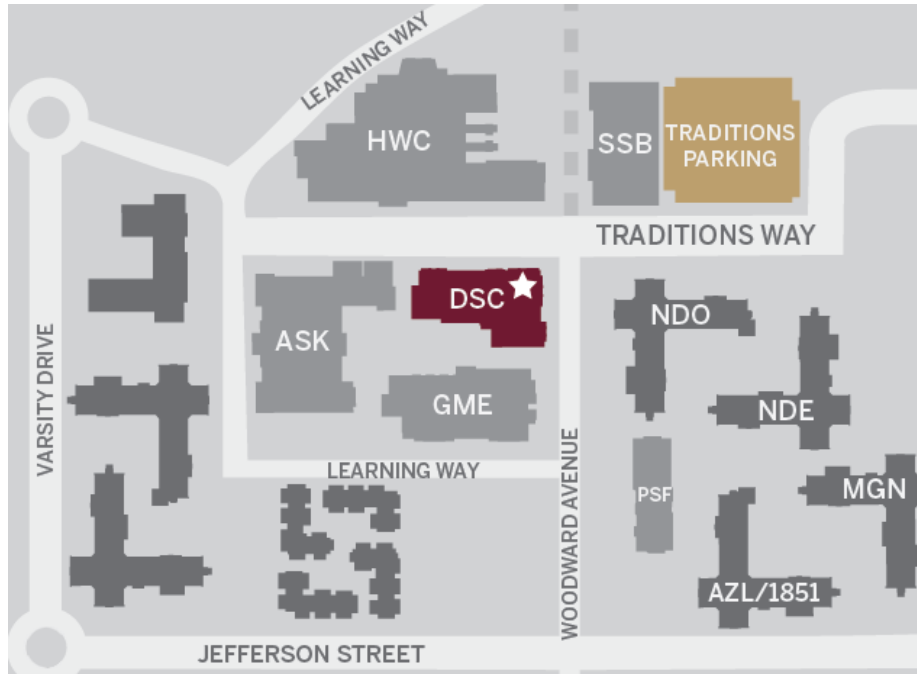 LEARNING WAY
HWC
SSB
TRADITIONS
PARKING
TRADITIONS WAY
DSC
NDO
ASK
VARSITY DRIVE
GME
NDE
WOODWARD AVENUE
LEARNING WAY
PSF
MGN
AZL/1851
JEFFERSON STREET